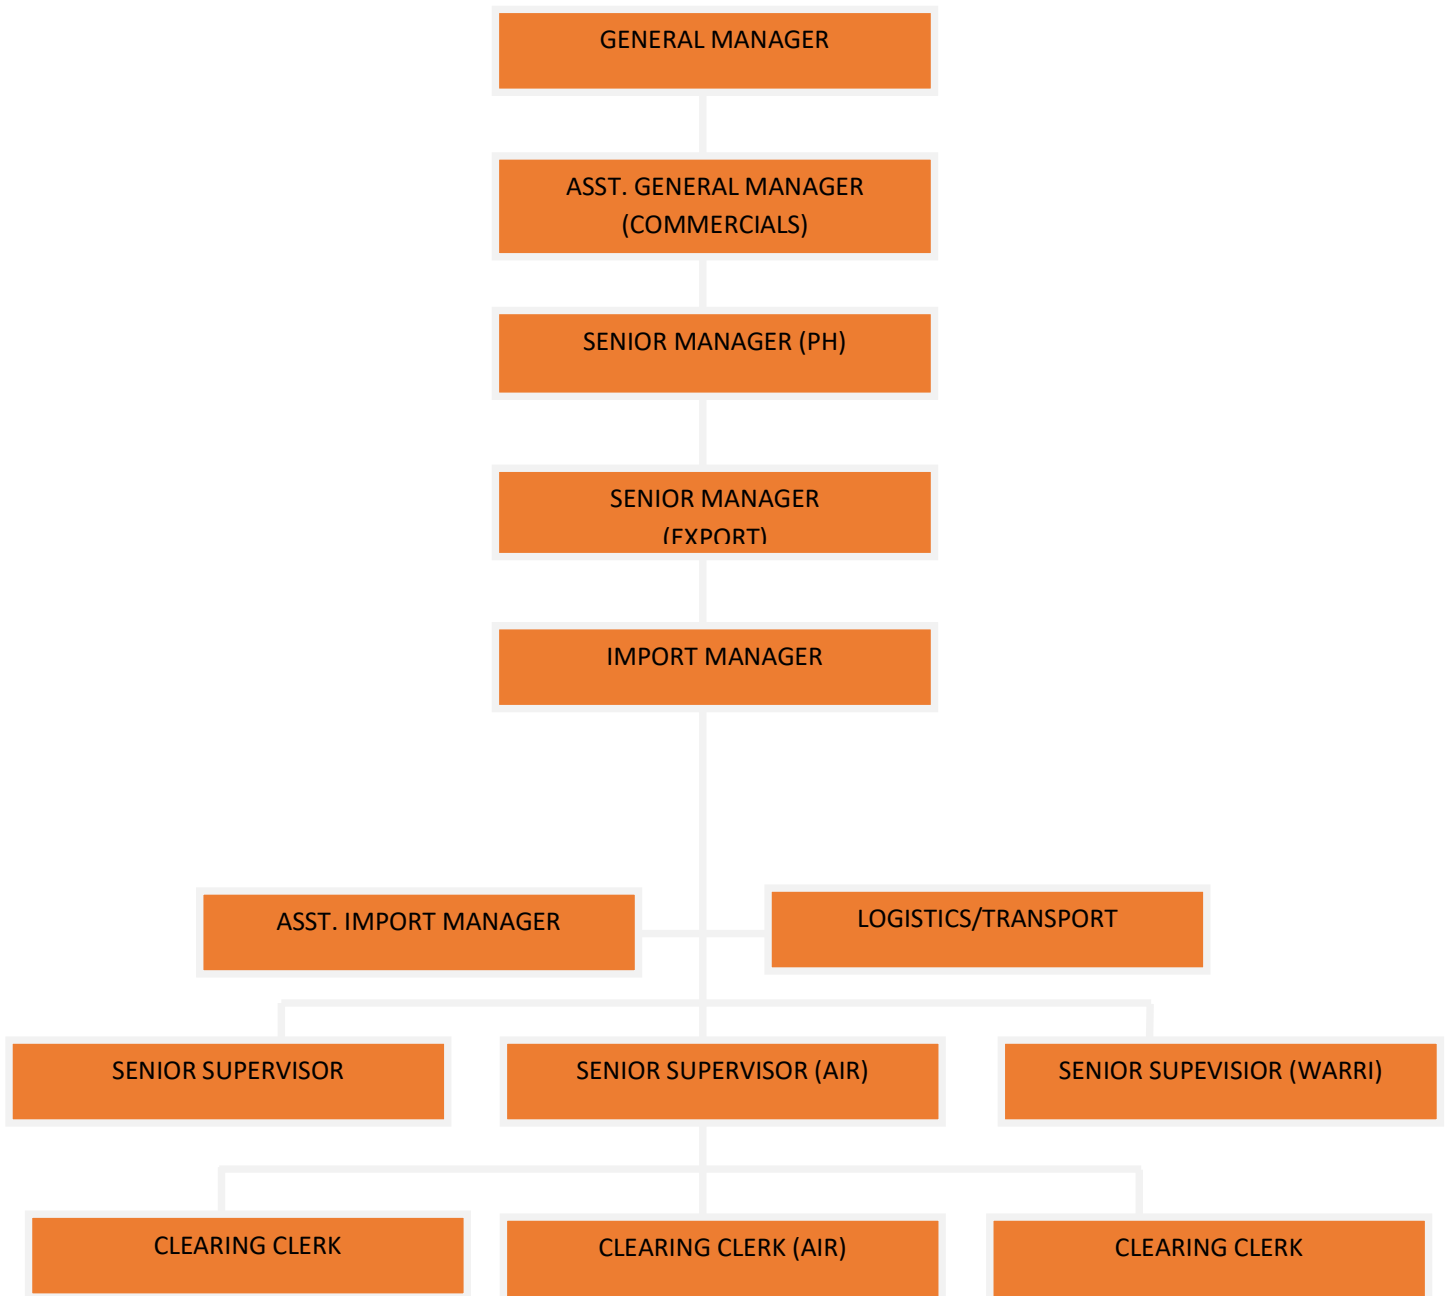 GENERAL MANAGER
ASST. GENERAL MANAGER
(COMMERCIALS)
SENIOR MANAGER (PH)
SENIOR MANAGER
(EXPORT)
IMPORT MANAGER
ASST. IMPORT MANAGER
LOGISTICS/TRANSPORT
SENIOR SUPERVISOR
SENIOR SUPERVISOR (AIR)
SENIOR SUPEVISIOR (WARRI)
CLEARING CLERK
CLEARING CLERK (AIR)
CLEARING CLERK